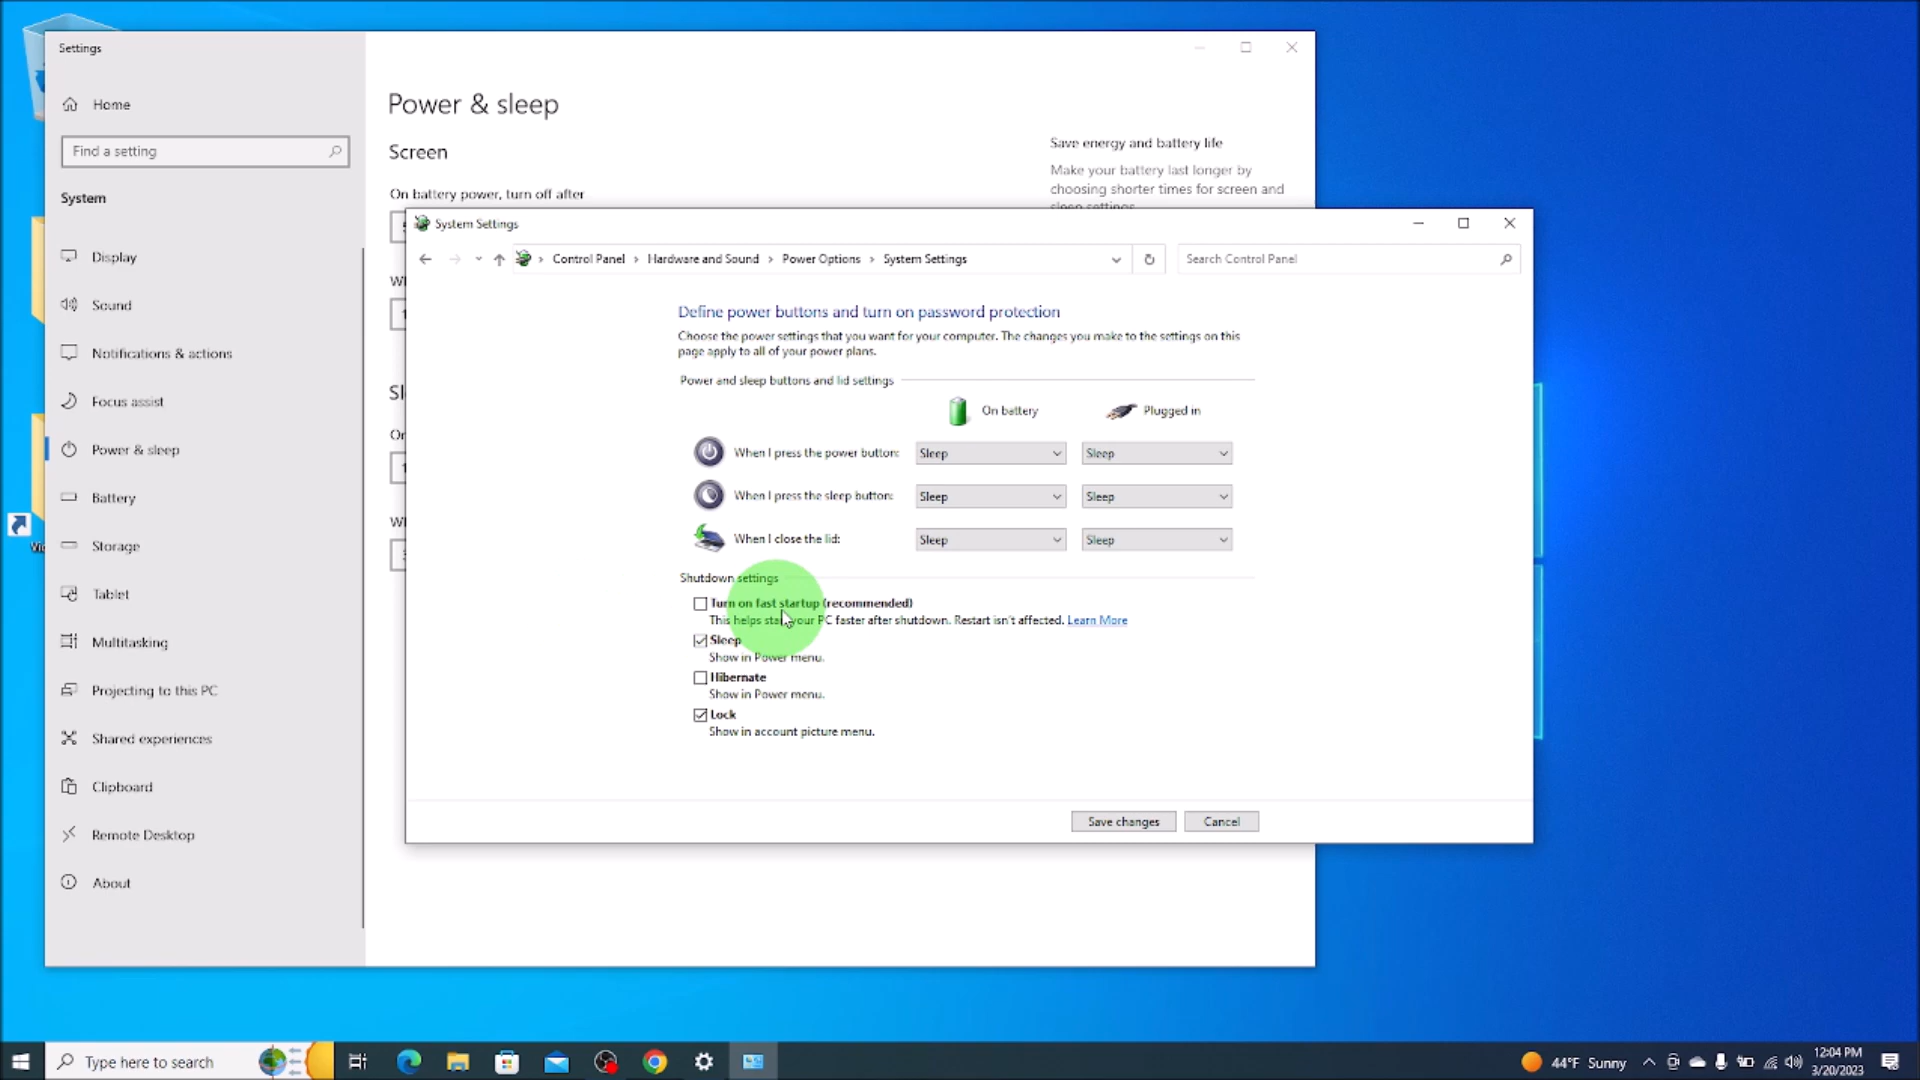 Settings
Home
Find a setting
System
Display
Sound
Notifications & actions
Focus assist
Power & sleep
Battery
Storage
Tablet
Multitasking
Projecting to this PC
Shared experiences
Clipboard
Remote Desktop
About
Power & sleep
Screen
On battery power, turn off after
Save energy and battery life
Make your battery last longer by
choosing shorter times for screen and
sleep settings
System Settings
Control Panel > Hardware and Sound > Power Options > System Settings
Search Control Panel
Define power buttons and turn on password protection
Choose the power settings that you want for your computer. The changes you make to the settings on this
page apply to all of your power plans.
Power and sleep buttons and lid settings
On battery Plugged in
When I press the power button: Sleep Sleep
When I press the sleep button: Sleep Sleep
When I close the lid: Sleep Sleep
Shutdown settings
Turn on fast startup (recommended)
This helps start your PC faster after shutdown. Restart isn't affected. Learn More
Sleep
Show in Power menu.
Hibernate
Show in Power menu.
Lock
Show in account picture menu.
Save changes Cancel
Type here to search
44°F Sunny
12:04 PM
3/20/2023